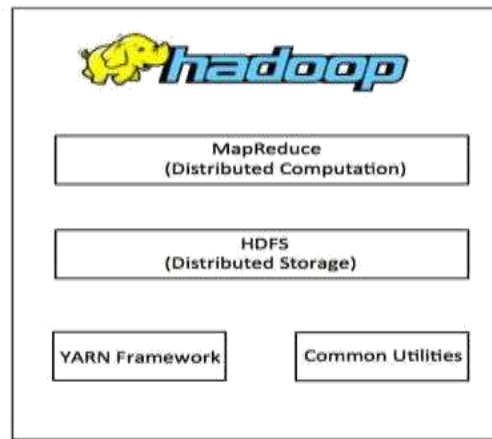 hadoop
MapReduce
(Distributed Computation)
HDFS
(Distributed Storage)
YARN Framework
Common Utilities